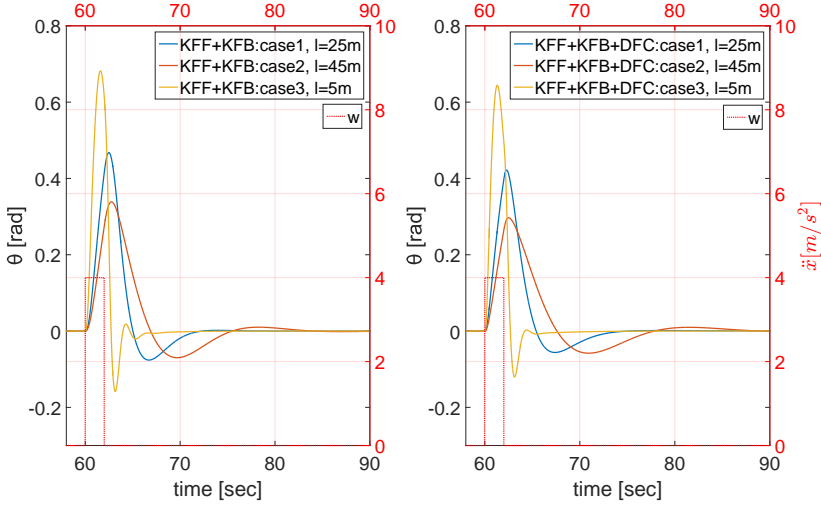 60 70 80 90
0.8
0.6
0.4
0.2
0
-0.2
θ [rad]
KFF+KFB:case1, l=25m
KFF+KFB:case2, l=45m
KFF+KFB:case3, l=5m
w
10
8
6
4
2
0
60 70 80 90
time [sec]
60 70 80 90
0.8
0.6
0.4
0.2
0
-0.2
θ [rad]
KFF+KFB+DFC:case1, l=25m
KFF+KFB+DFC:case2, l=45m
KFF+KFB+DFC:case3, l=5m
w
10
8
6
4
2
0
ẍ[m/s²]
60 70 80 90
time [sec]